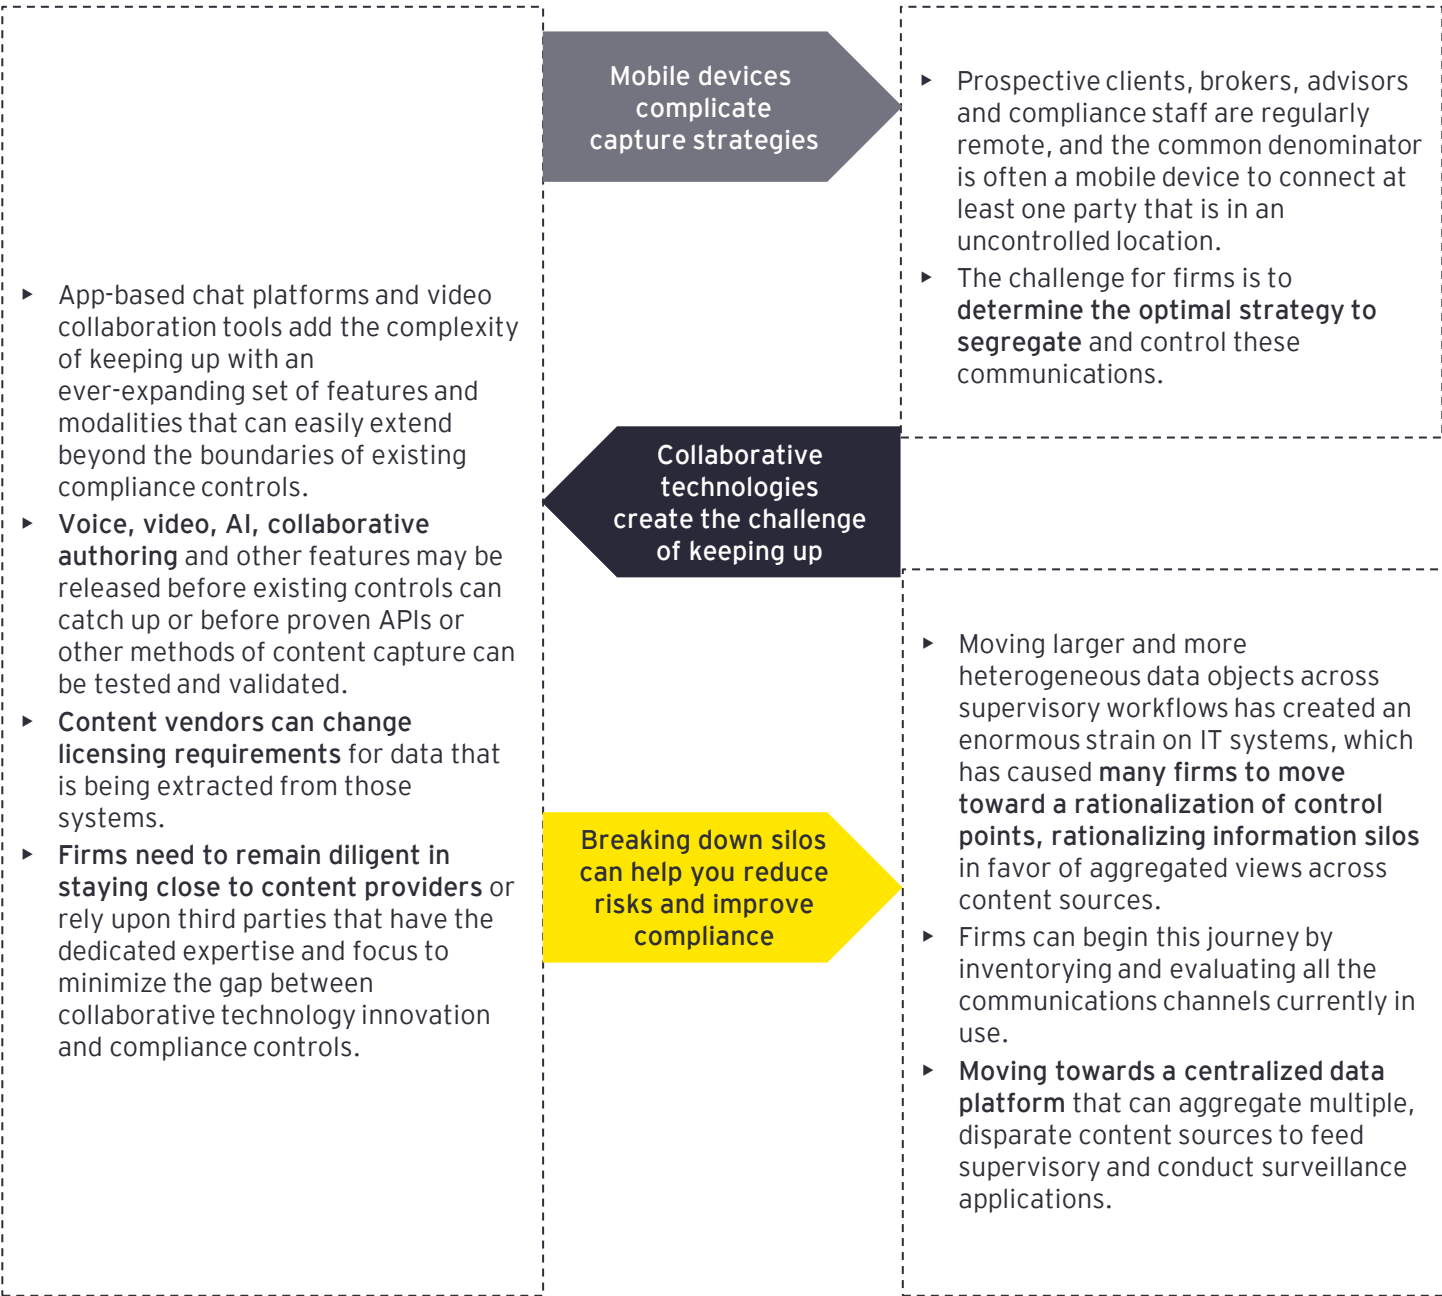 Mobile devices
complicate
capture strategies
▸ Prospective clients, brokers, advisors
and compliance staff are regularly
remote, and the common denominator
is often a mobile device to connect at
least one party that is in an
uncontrolled location.
▸ The challenge for firms is to
determine the optimal strategy to
segregate and control these
communications.
Collaborative
technologies
create the challenge
of keeping up
▸ App-based chat platforms and video
collaboration tools add the complexity
of keeping up with an
ever-expanding set of features and
modalities that can easily extend
beyond the boundaries of existing
compliance controls.
▸ Voice, video, AI, collaborative
authoring and other features may be
released before existing controls can
catch up or before proven APIs or
other methods of content capture can
be tested and validated.
▸ Content vendors can change
licensing requirements for data that
is being extracted from those
systems.
▸ Firms need to remain diligent in
staying close to content providers or
rely upon third parties that have the
dedicated expertise and focus to
minimize the gap between
collaborative technology innovation
and compliance controls.
Breaking down silos
can help you reduce
risks and improve
compliance
▸ Moving larger and more
heterogeneous data objects across
supervisory workflows has created an
enormous strain on IT systems, which
has caused many firms to move
toward a rationalization of control
points, rationalizing information silos
in favor of aggregated views across
content sources.
▸ Firms can begin this journey by
inventorying and evaluating all the
communications channels currently in
use.
▸ Moving towards a centralized data
platform that can aggregate multiple,
disparate content sources to feed
supervisory and conduct surveillance
applications.